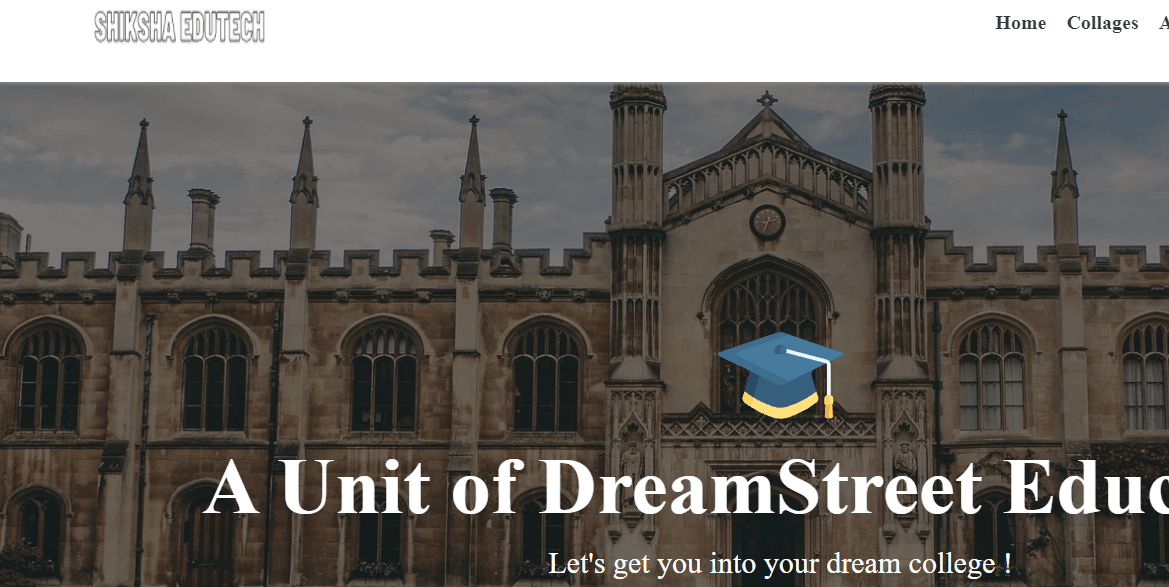 SHIKSHA EDUTECH
Home Collages A
A Unit of DreamStreet Educ
Let's get you into your dream college !